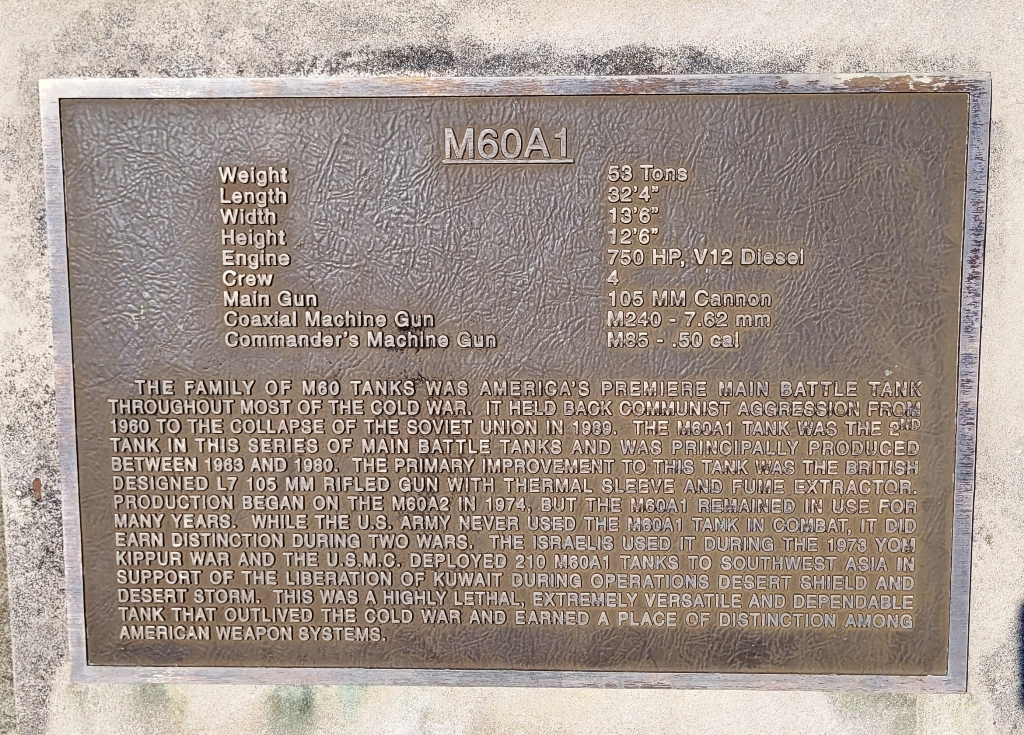 M60A1
Weight 53 Tons
Length 32'4"
Width 13'6"
Height 12'6"
Engine 750 HP, V12 Diesel
Crew 4
Main Gun 105 MM Cannon
Coaxial Machine Gun M240 - 7.62 mm
Commander's Machine Gun M85 - .50 cal
THE FAMILY OF M60 TANKS WAS AMERICA'S PREMIERE MAIN BATTLE TANK
THROUGHOUT MOST OF THE COLD WAR. IT HELD BACK COMMUNIST AGGRESSION FROM
1960 TO THE COLLAPSE OF THE SOVIET UNION IN 1989. THE M60A1 TANK WAS THE 2ND
TANK IN THIS SERIES OF MAIN BATTLE TANKS AND WAS PRINCIPALLY PRODUCED
BETWEEN 1963 AND 1980. THE PRIMARY IMPROVEMENT TO THIS TANK WAS THE BRITISH
DESIGNED L7 105 MM RIFLED GUN WITH THERMAL SLEEVE AND FUME EXTRACTOR.
PRODUCTION BEGAN ON THE M60A2 IN 1974, BUT THE M60A1 REMAINED IN USE FOR
MANY YEARS. WHILE THE U.S. ARMY NEVER USED THE M60A1 TANK IN COMBAT, IT DID
EARN DISTINCTION DURING TWO WARS. THE ISRAELIS USED IT DURING THE 1973 YOM
KIPPUR WAR AND THE U.S.M.C. DEPLOYED 210 M60A1 TANKS TO SOUTHWEST ASIA IN
SUPPORT OF THE LIBERATION OF KUWAIT DURING OPERATIONS DESERT SHIELD AND
DESERT STORM. THIS WAS A HIGHLY LETHAL, EXTREMELY VERSATILE AND DEPENDABLE
TANK THAT OUTLIVED THE COLD WAR AND EARNED A PLACE OF DISTINCTION AMONG
AMERICAN WEAPON SYSTEMS.